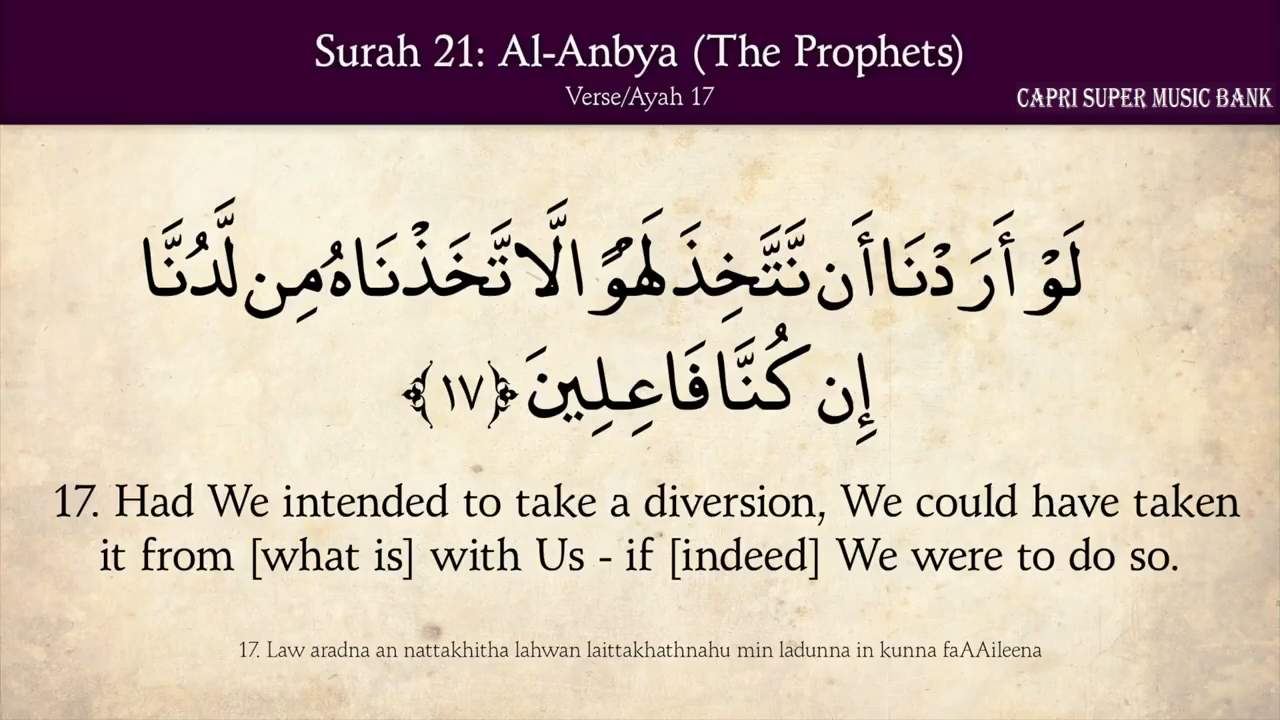 Surah 21: Al-Anbya (The Prophets)
Verse/Ayah 17
CAPRI SUPER MUSIC BANK
لَوْ أَرَدْنَا أَن نَّتَّخِذَ لَهْوًا لَّاتَّخَذْنَاهُ مِن لَّدُنَّا
إِن كُنَّا فَاعِلِينَ ﴿١٧﴾
17. Had We intended to take a diversion, We could have taken
it from [what is] with Us - if [indeed] We were to do so.
17. Law aradna an nattakhitha lahwan laittakhathnahu min ladunna in kunna faAAileena